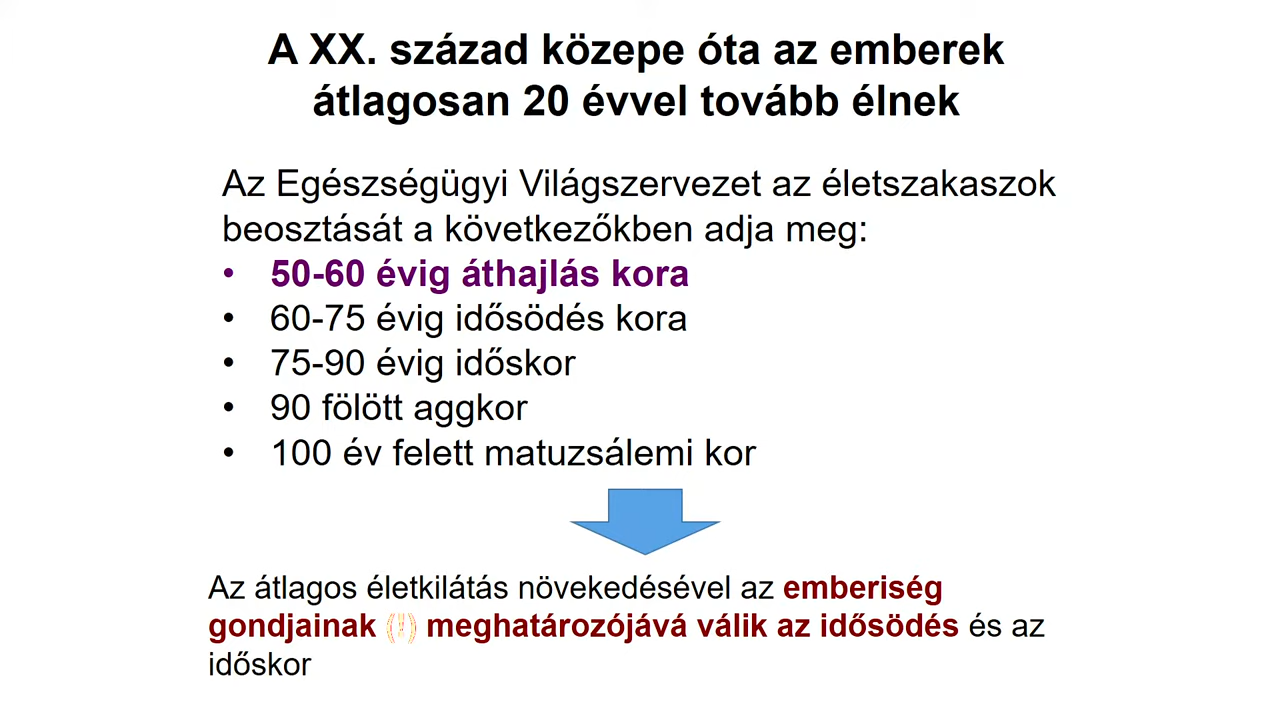 A XX. század közepe óta az emberek
átlagosan 20 évvel tovább élnek
Az Egészségügyi Világszervezet az életszakaszok
beosztását a következőkben adja meg:
• 50-60 évig áthajlás kora
• 60-75 évig idősödés kora
• 75-90 évig időskor
• 90 fölött aggkor
• 100 év felett matuzsálemi kor
Az átlagos életkilátás növekedésével az emberiség
gondjainak (!) meghatározójává válik az idősödés és az
időskor